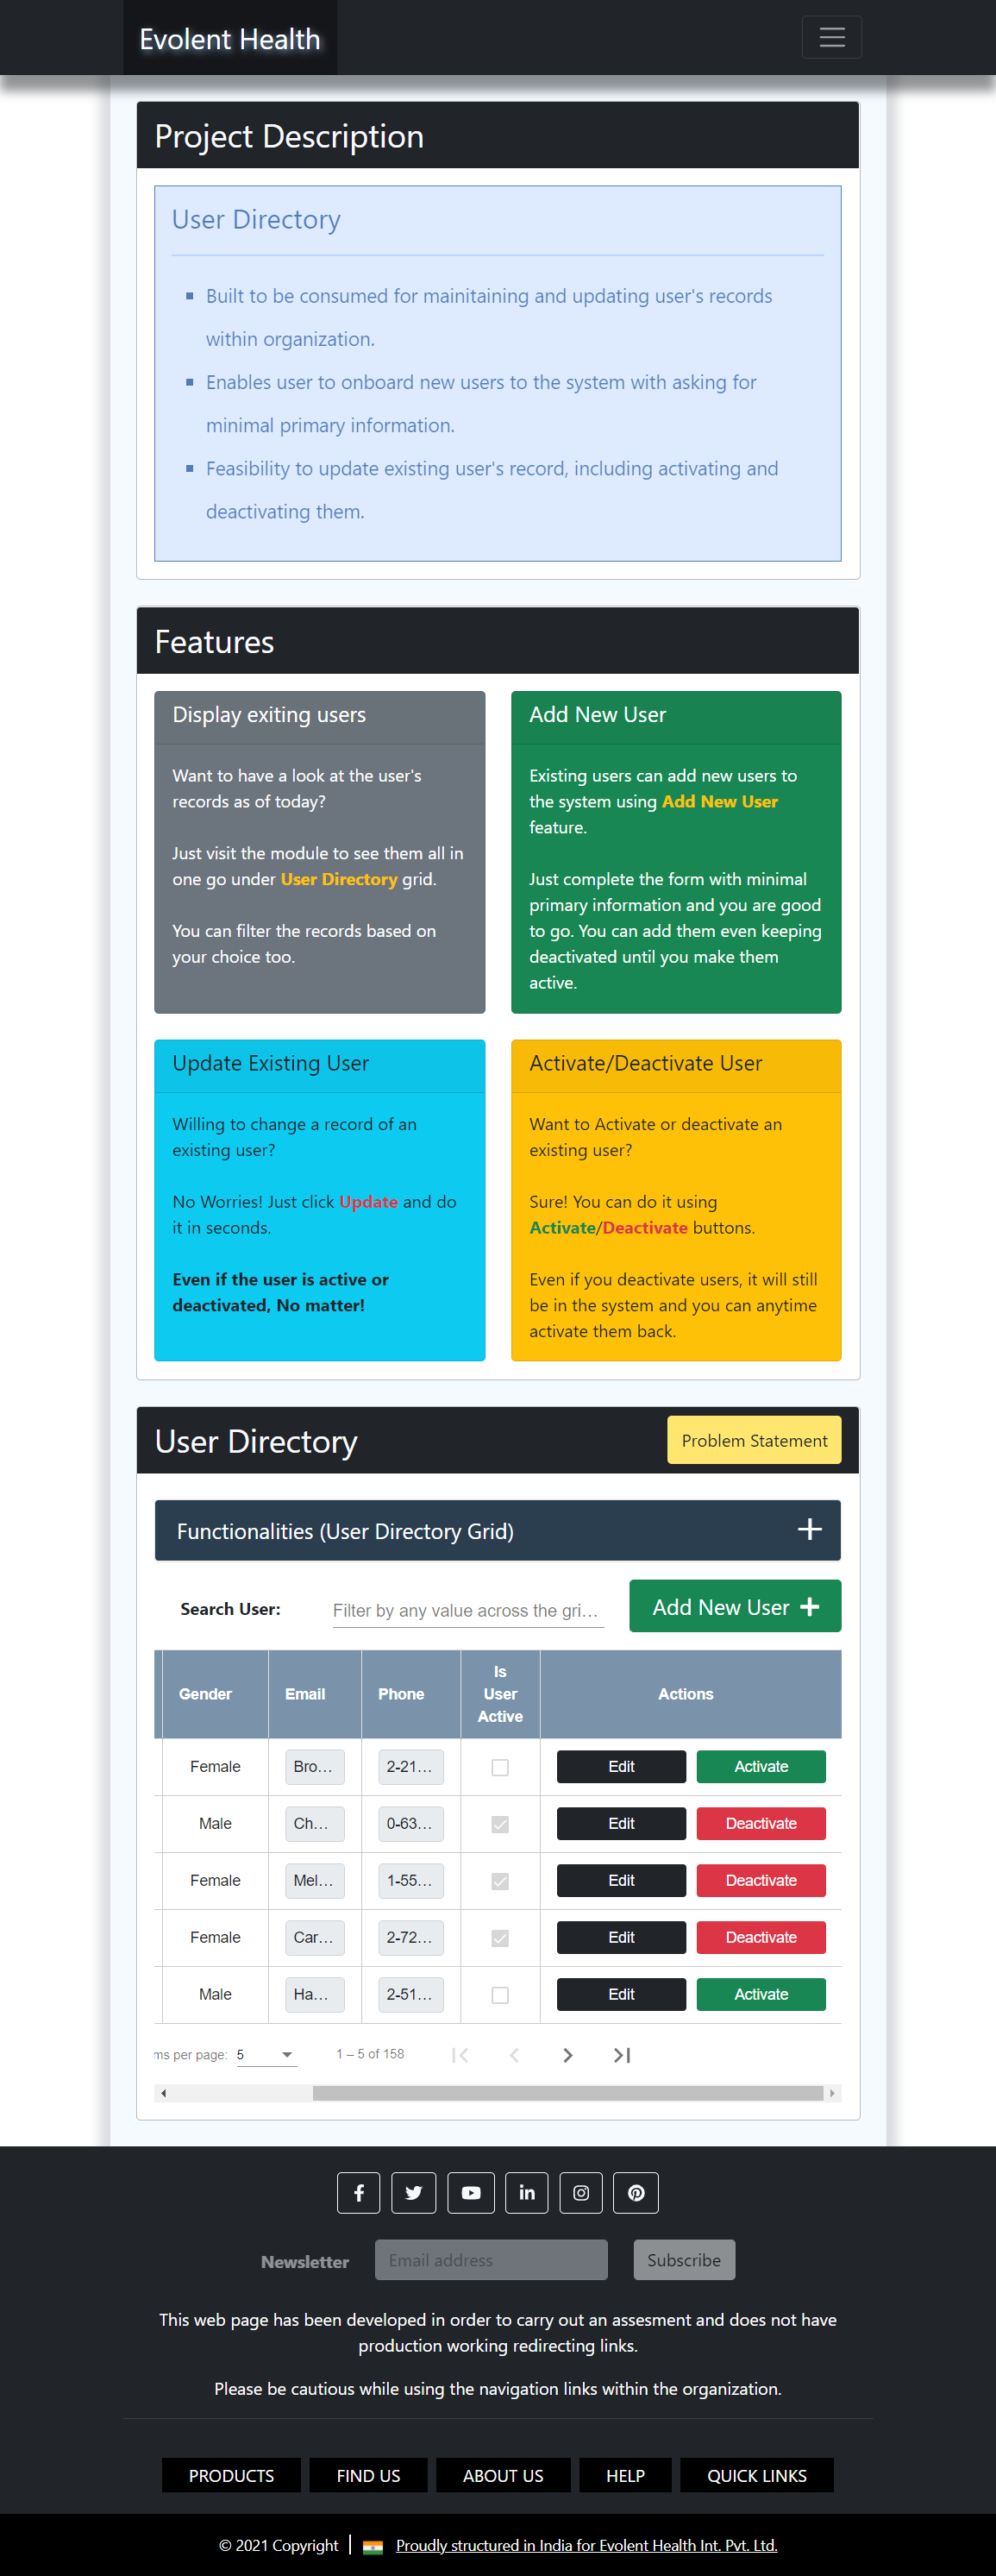 Evolent Health
Project Description
User Directory
Built to be consumed for mainitaining and updating user's records
within organization.
Enables user to onboard new users to the system with asking for
minimal primary information.
Feasibility to update existing user's record, including activating and
deactivating them.
Features
Display exiting users
Want to have a look at the user's
records as of today?
Just visit the module to see them all in
one go under User Directory grid.
You can filter the records based on
your choice too.
Add New User
Existing users can add new users to
the system using Add New User
feature.
Just complete the form with minimal
primary information and you are good
to go. You can add them even keeping
deactivated until you make them
active.
Update Existing User
Willing to change a record of an
existing user?
No Worries! Just click Update and do
it in seconds.
Even if the user is active or
deactivated, No matter!
Activate/Deactivate User
Want to Activate or deactivate an
existing user?
Sure! You can do it using
Activate/Deactivate buttons.
Even if you deactivate users, it will still
be in the system and you can anytime
activate them back.
User Directory Problem Statement
Functionalities (User Directory Grid)
Search User: Filter by any value across the gri... Add New User
Gender Email Phone Is User Active Actions
Female Bro... 2-21... Edit Activate
Male Ch... 0-63... Edit Deactivate
Female Mel... 1-55... Edit Deactivate
Female Car... 2-72... Edit Deactivate
Male Ha... 2-51... Edit Activate
ms per page: 5 1 – 5 of 158
Newsletter Email address Subscribe
This web page has been developed in order to carry out an assesment and does not have
production working redirecting links.
Please be cautious while using the navigation links within the organization.
PRODUCTS FIND US ABOUT US HELP QUICK LINKS
© 2021 Copyright | Proudly structured in India for Evolent Health Int. Pvt. Ltd.